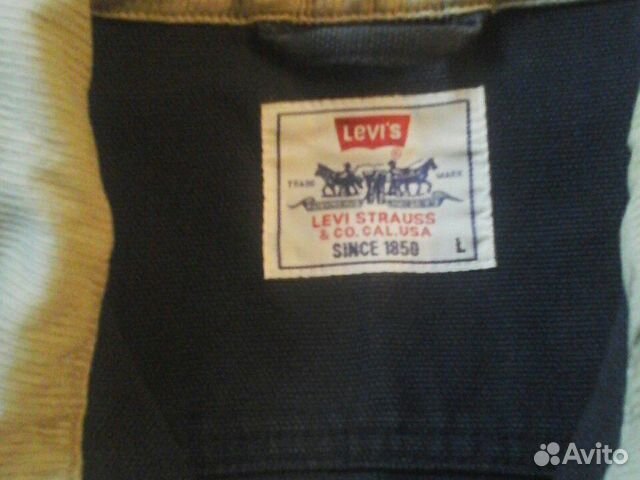 Levi's
®
TRADE MARK
LEVI STRAUSS
& CO. CAL, USA
SINCE 1850
L
Avito